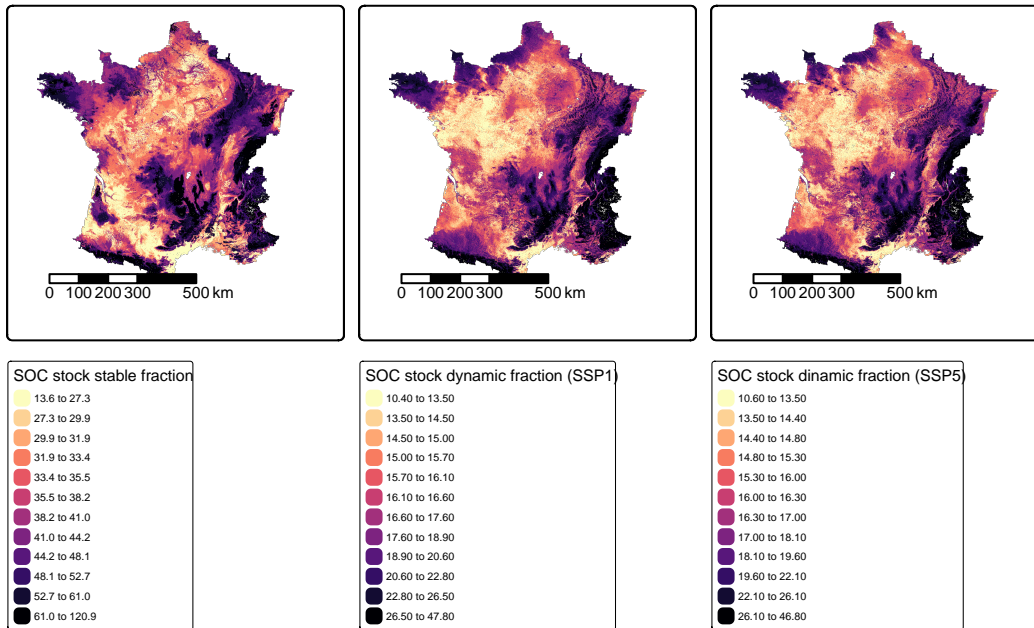 0 100 200 300 500 km
0 100 200 300 500 km
0 100 200 300 500 km
SOC stock stable fraction
13.6 to 27.3
27.3 to 29.9
29.9 to 31.9
31.9 to 33.4
33.4 to 35.5
35.5 to 38.2
38.2 to 41.0
41.0 to 44.2
44.2 to 48.1
48.1 to 52.7
52.7 to 61.0
61.0 to 120.9
SOC stock dynamic fraction (SSP1)
10.40 to 13.50
13.50 to 14.50
14.50 to 15.00
15.00 to 15.70
15.70 to 16.10
16.10 to 16.60
16.60 to 17.60
17.60 to 18.90
18.90 to 20.60
20.60 to 22.80
22.80 to 26.50
26.50 to 47.80
SOC stock dinamic fraction (SSP5)
10.60 to 13.50
13.50 to 14.40
14.40 to 14.80
14.80 to 15.30
15.30 to 16.00
16.00 to 16.30
16.30 to 17.00
17.00 to 18.10
18.10 to 19.60
19.60 to 22.10
22.10 to 26.10
26.10 to 46.80